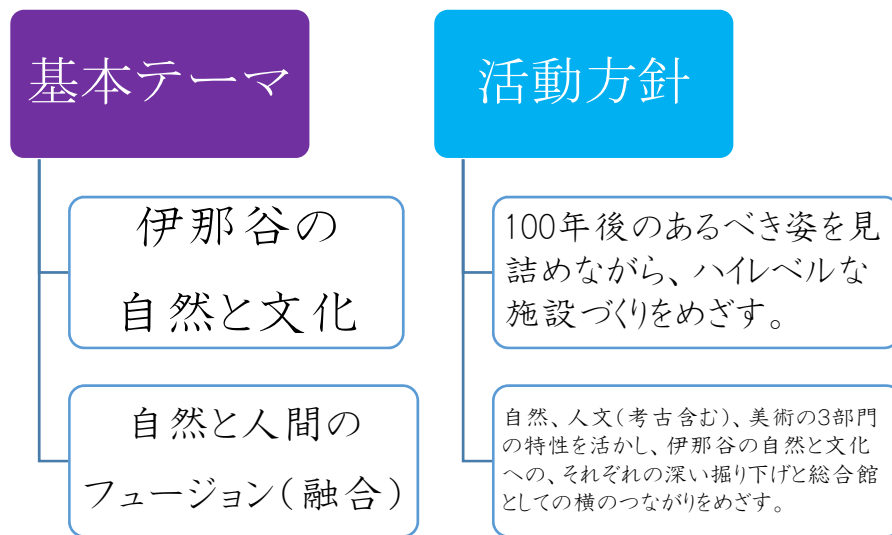 基本テーマ
伊那谷の
自然と文化
自然と人間の
フュージョン(融合)
活動方針
100年後のあるべき姿を見
詰めながら、ハイレベルな
施設づくりをめざす。
自然、人文(考古含む)、美術の3部門
の特性を活かし、伊那谷の自然と文化
への、それぞれの深い掘り下げと総合館
としての横のつながりをめざす。